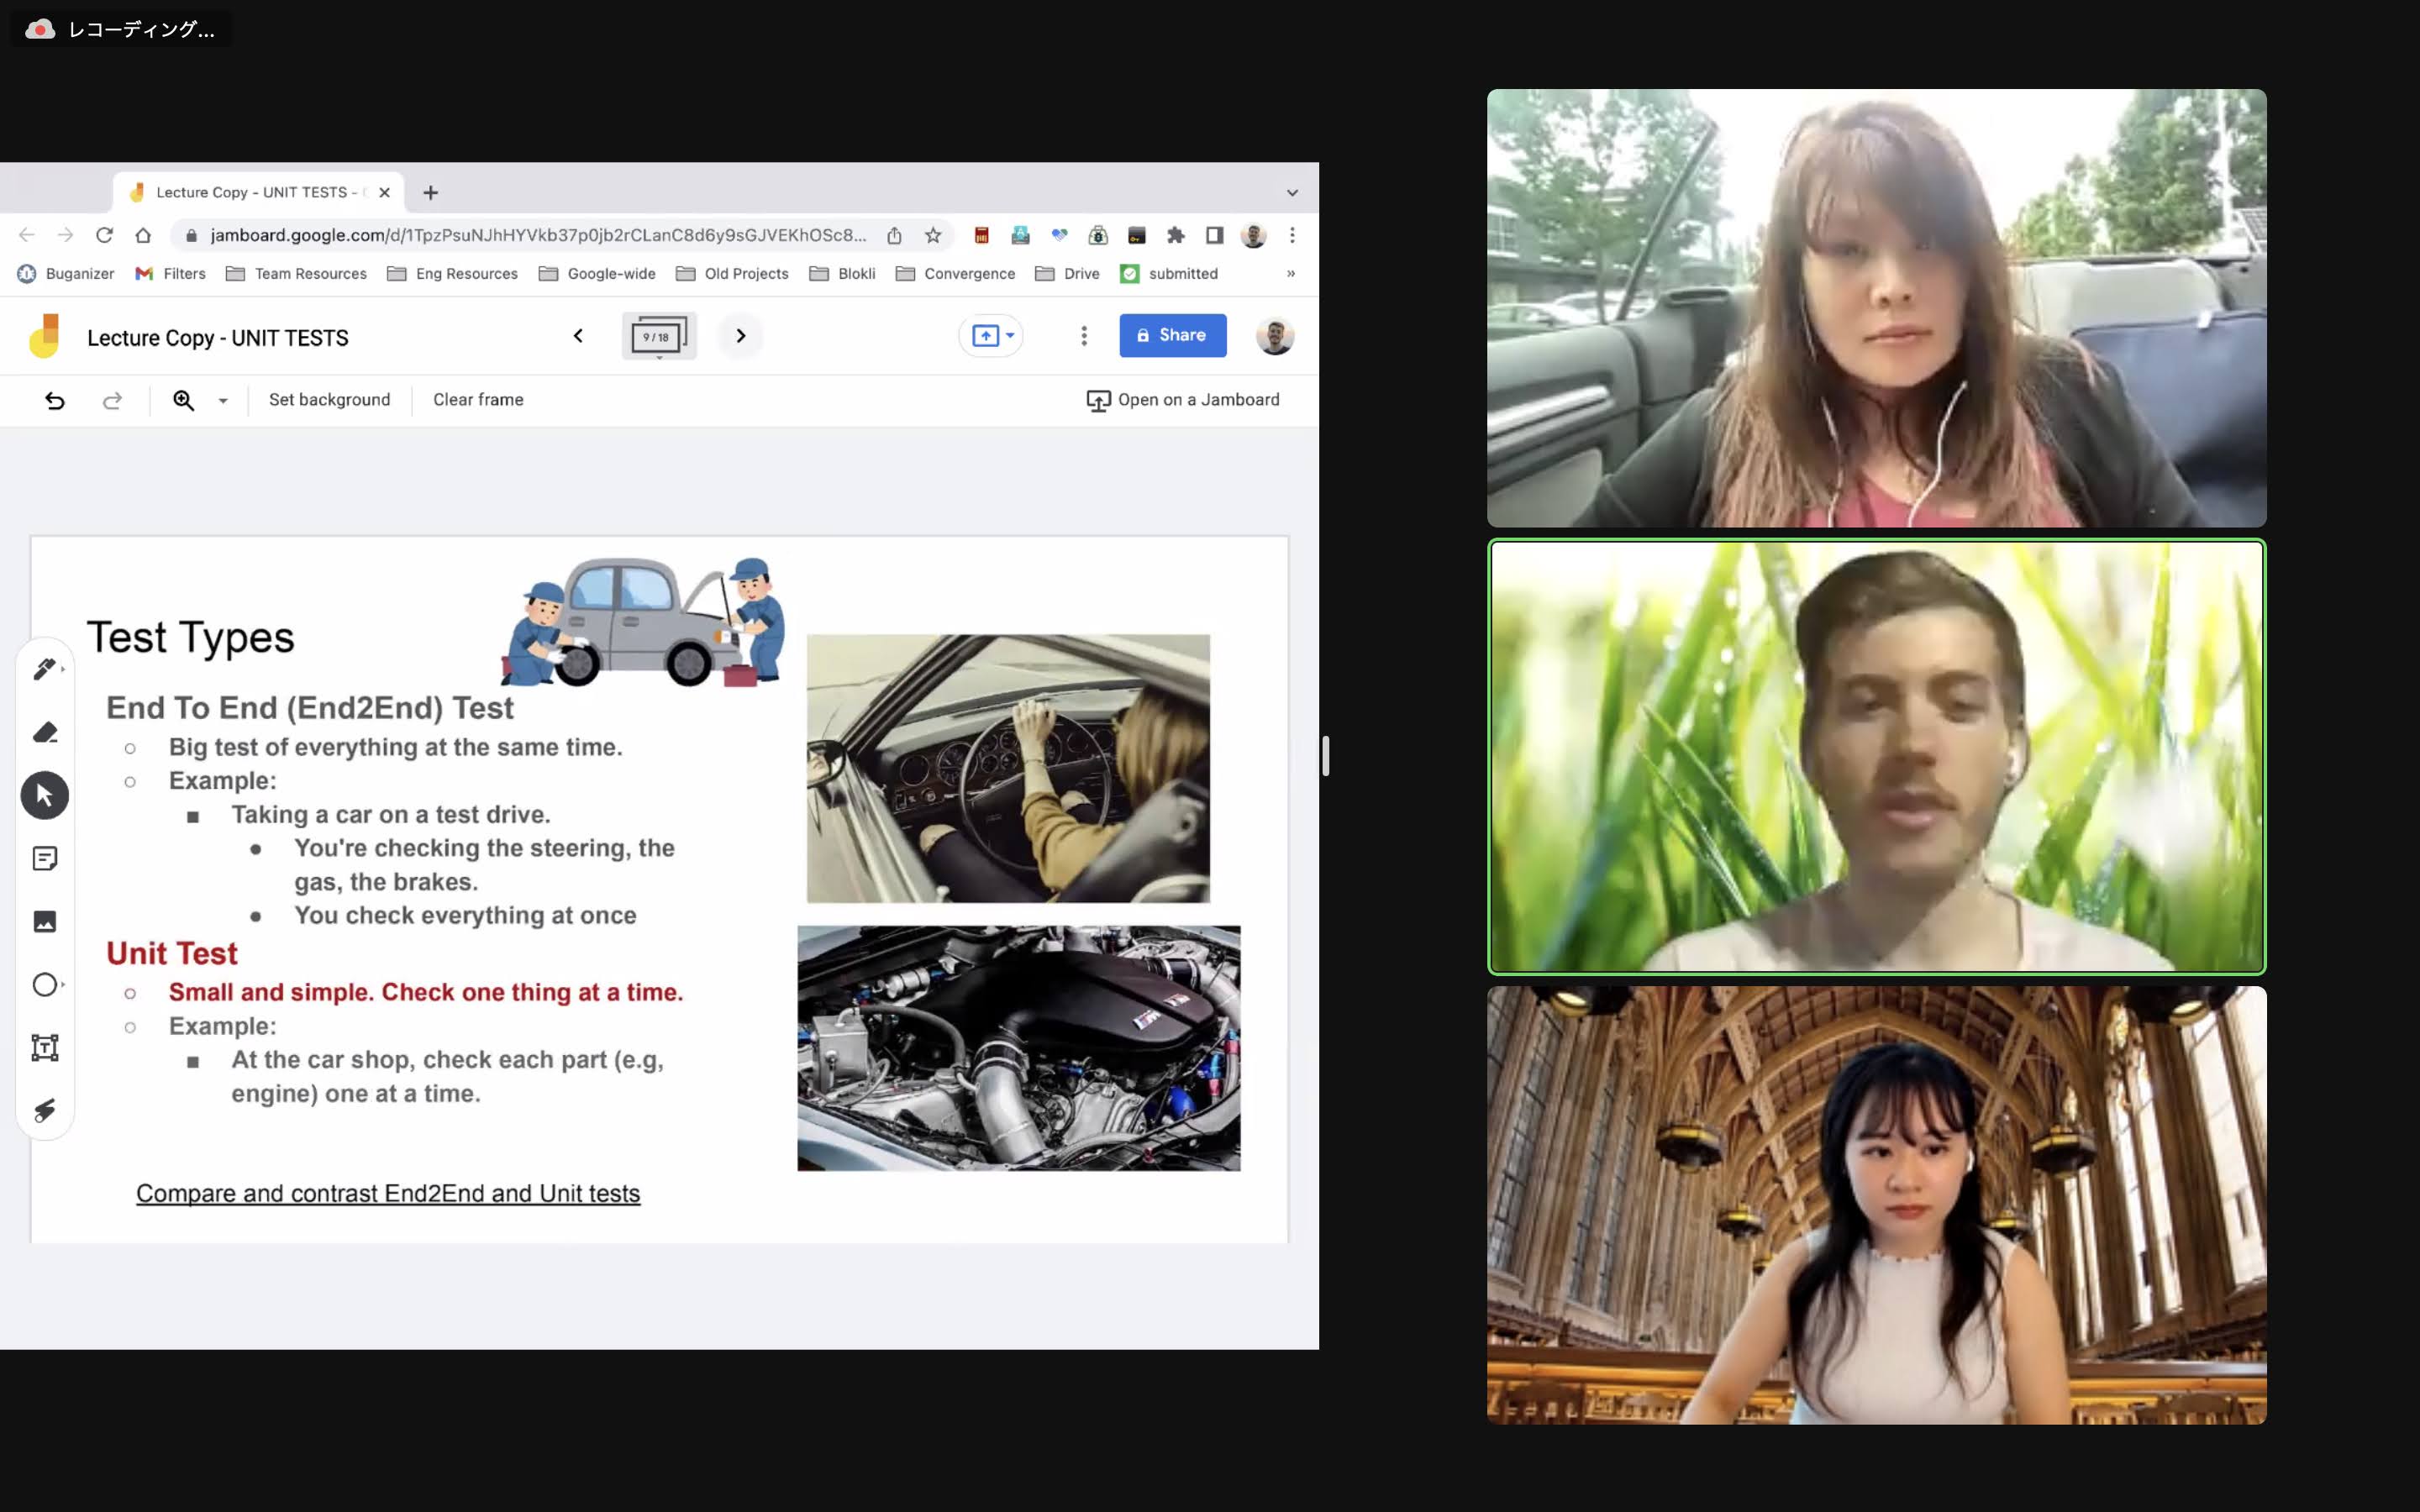 レコーディング...
Lecture Copy - UNIT TESTS -
jamboard.google.com/d/1TpzPsuNJhHYVkb37p0jb2rCLanC8d6y9sGJVEKhOSc8...
Buganizer Filters Team Resources Eng Resources Google-wide Old Projects Blokli Convergence Drive submitted »
Lecture Copy - UNIT TESTS
9 / 18
Share
Set background Clear frame
Open on a Jamboard
Test Types
End To End (End2End) Test
Big test of everything at the same time.
Example:
Taking a car on a test drive.
You're checking the steering, the
gas, the brakes.
You check everything at once
Unit Test
Small and simple. Check one thing at a time.
Example:
At the car shop, check each part (e.g,
engine) one at a time.
Compare and contrast End2End and Unit tests